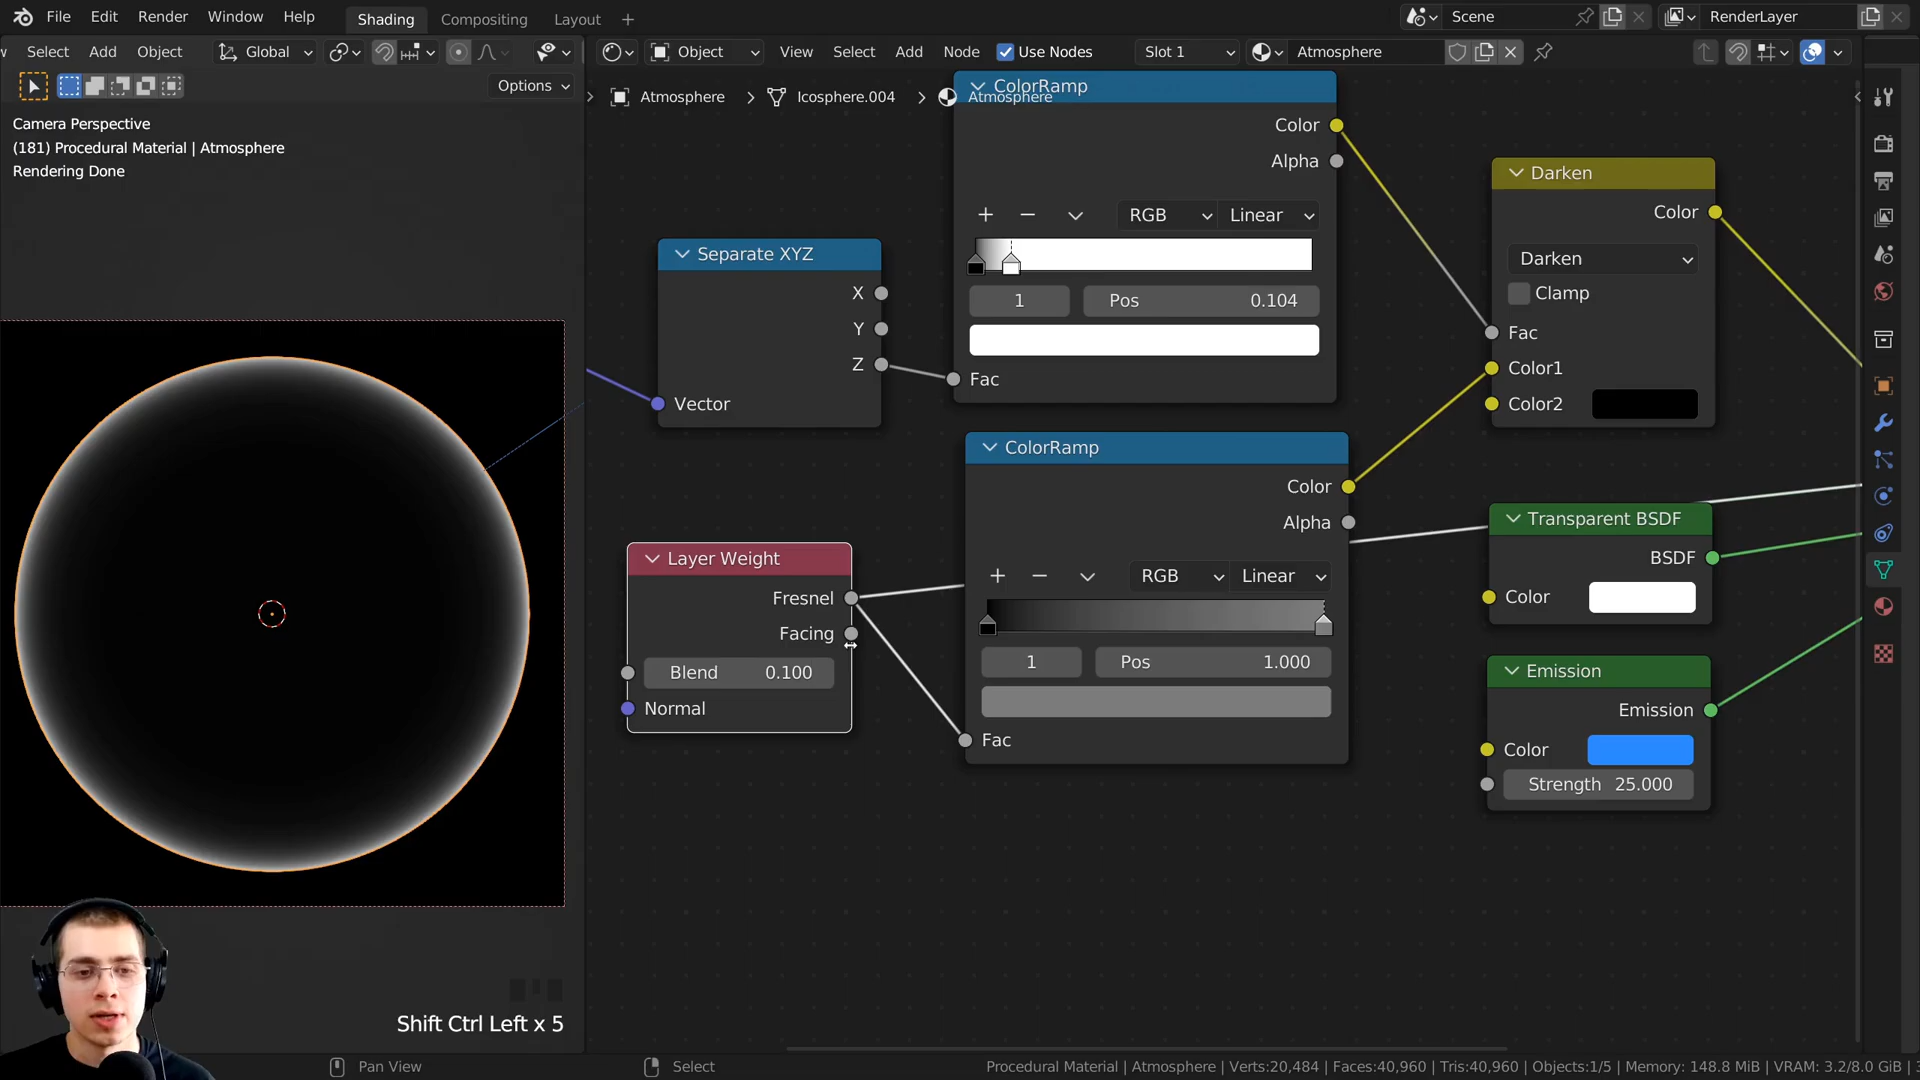 File Edit Render Window Help Shading Compositing Layout + Scene RenderLayer
Select Add Object Global Object View Select Add Node Use Nodes Slot 1 Atmosphere
Options
Atmosphere > Icosphere.004 > Atmosphere
Camera Perspective
(181) Procedural Material | Atmosphere
Rendering Done
ColorRamp
Color
Alpha
RGB Linear
1 Pos 0.104
Fac
Separate XYZ
X
Y
Z
Vector
Darken
Color
Darken
Clamp
Fac
Color1
Color2
ColorRamp
Color
Alpha
RGB Linear
1 Pos 1.000
Fac
Layer Weight
Fresnel
Facing
Blend 0.100
Normal
Transparent BSDF
BSDF
Color
Emission
Emission
Color
Strength 25.000
Shift Ctrl Left x 5
Pan View Select Procedural Material | Atmosphere | Verts:20,484 | Faces:40,960 | Tris:40,960 | Objects:1/5 | Memory: 148.8 MiB | VRAM: 3.2/8.0 GiB |